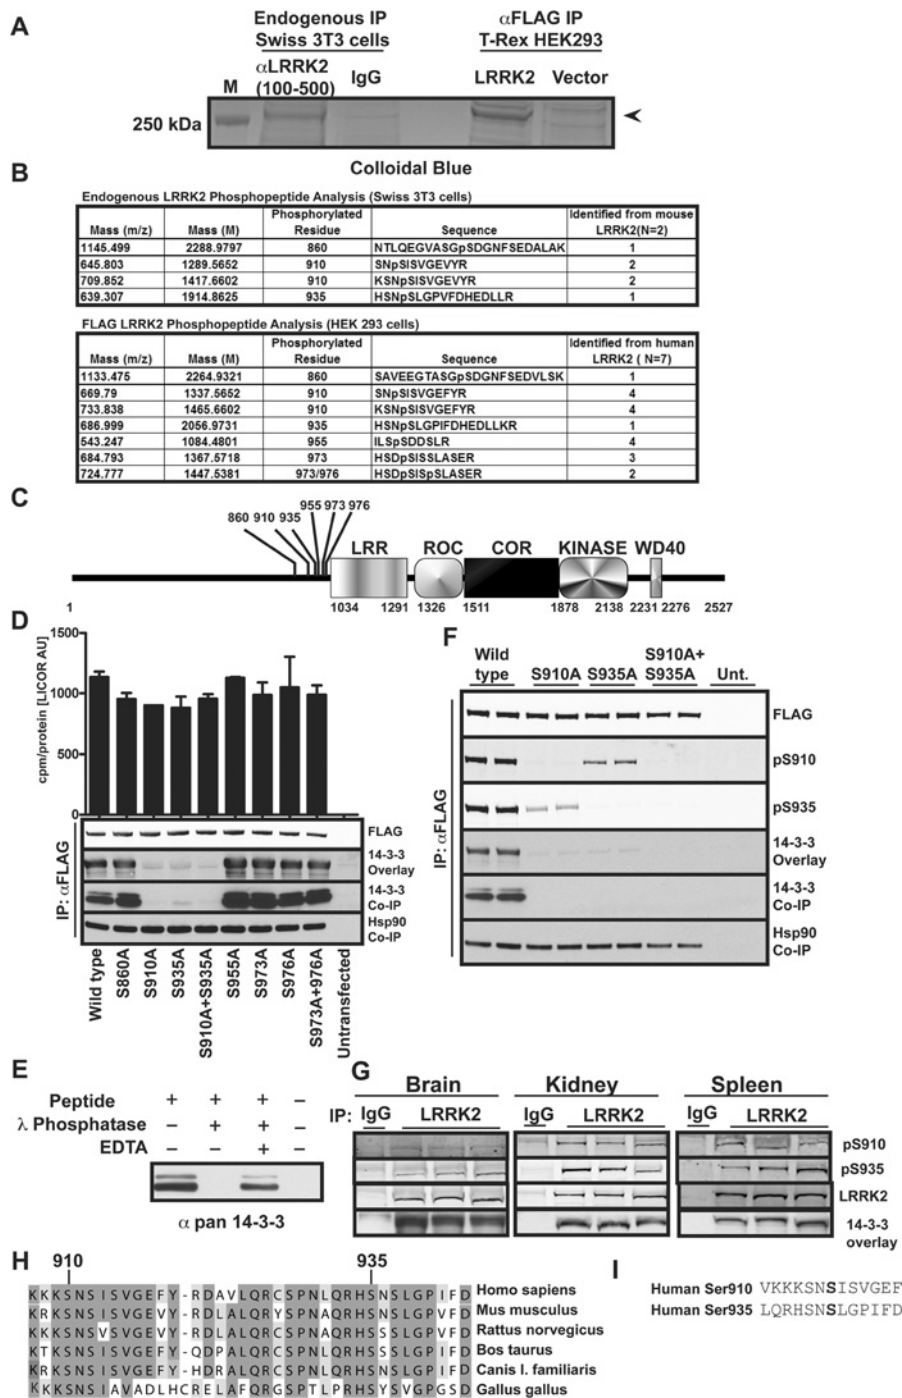 A
Endogenous IP
Swiss 3T3 cells
αFLAG IP
T-Rex HEK293
M
αLRRK2
(100-500)
IgG
LRRK2
Vector
250 kDa
Colloidal Blue
B
Endogenous LRRK2 Phosphopeptide Analysis (Swiss 3T3 cells)
Mass (m/z) Mass (M) Phosphorylated Residue Sequence Identified from mouse LRRK2(N=2)
1145.499 2288.9797 860 NTLQEGVASGpSDGNFSEDALAK 1
645.803 1289.5652 910 SNpSISVGEVYR 2
709.852 1417.6602 910 KSNpSISVGEVYR 2
639.307 1914.8625 935 HSNpSLGPVFDHEDLLR 1
FLAG LRRK2 Phosphopeptide Analysis (HEK 293 cells)
Mass (m/z) Mass (M) Phosphorylated Residue Sequence Identified from human LRRK2 ( N=7)
1133.475 2264.9321 860 SAVEEGTASGpSDGNFSEDVLSK 1
669.79 1337.5652 910 SNpSISVGEFYR 4
733.838 1465.6602 910 KSNpSISVGEFYR 4
686.999 2056.9731 935 HSNpSLGPIFDHEDLLKR 1
543.247 1084.4801 955 ILSpSDDSLR 4
684.793 1367.5718 973 HSDpSISSLASER 3
724.777 1447.5381 973/976 HSDpSISpSLASER 2
C
860 910 935 955 973 976
LRR ROC COR KINASE WD40
1 1034 1291 1326 1511 1878 2138 2231 2276 2527
D
cpm/protein [LICOR AU]
1500
1000
500
0
IP: αFLAG
FLAG
14-3-3 Overlay
14-3-3 Co-IP
Hsp90 Co-IP
Wild type
S860A
S910A
S935A
S910A+S935A
S955A
S973A
S976A
S973A+976A
Untransfected
F
Wild type
S910A
S935A
S910A+ S935A
Unt.
IP: αFLAG
FLAG
pS910
pS935
14-3-3 Overlay
14-3-3 Co-IP
Hsp90 Co-IP
E
Peptide + + + –
λ Phosphatase – + + –
EDTA – – + –
α pan 14-3-3
G
Brain Kidney Spleen
IP: IgG LRRK2 IgG LRRK2 IgG LRRK2
pS910
pS935
LRRK2
14-3-3 overlay
H
910 935
KKKSNSISVGEFY-RDAVLQRCSPNLQRHSNSLGPIFD Homo sapiens
KRKSNSISVGEVY-RDLALQRYSPNAQRHSNSLGPVFD Mus musculus
KKKSNSVSVGEVY-RDLALQRCSPNAQRHSSSLGPVFD Rattus norvegicus
KTKSNSISVGEFY-QDPALQRCSPNLQRHSSSLGPIFD Bos taurus
KRKSNSISVGEFY-HDRALQRCSPNLQRHSNSLGPIFD Canis l. familiaris
KKKSNSIAVADLHCRELAFQRGSPTLPRHSYSVGPGSD Gallus gallus
I
Human Ser910 VKKKSNSISVGEF
Human Ser935 LQRHSNSLGPIFD